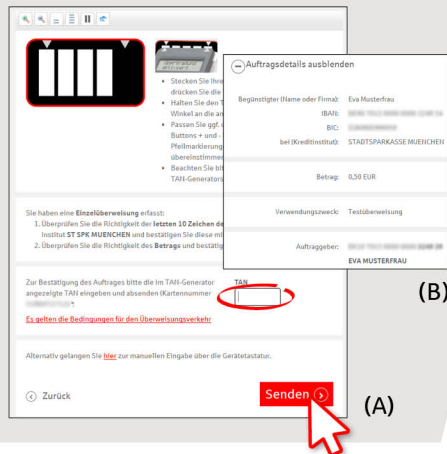 Stecken Sie Ihre
drücken Sie die
Halten Sie den T
Winkel an die an
Passen Sie ggf. d
Buttons + und -
Pfeilmarkierung
übereinstimmen
Beachten Sie bit
TAN-Generators
Sie haben eine Einzelüberweisung erfasst:
1. Überprüfen Sie die Richtigkeit der letzten 10 Zeichen de
Institut ST SPK MUENCHEN und bestätigen Sie diese mi
2. Überprüfen Sie die Richtigkeit des Betrags und bestätig
Zur Bestätigung des Auftrages bitte die im TAN-Generator
angezeigte TAN eingeben und absenden (Kartennummer
TAN
Es gelten die Bedingungen für den Überweisungsverkehr
Alternativ gelangen Sie hier zur manuellen Eingabe über die Gerätetastatur.
Zurück
Senden
(A)
Auftragsdetails ausblenden
Begünstigter (Name oder Firma): Eva Musterfrau
IBAN:
BIC:
bei (Kreditinstitut): STADTSPARKASSE MUENCHEN
Betrag: 0,50 EUR
Verwendungszweck: Testüberweisung
Auftraggeber:
EVA MUSTERFRAU
(B)